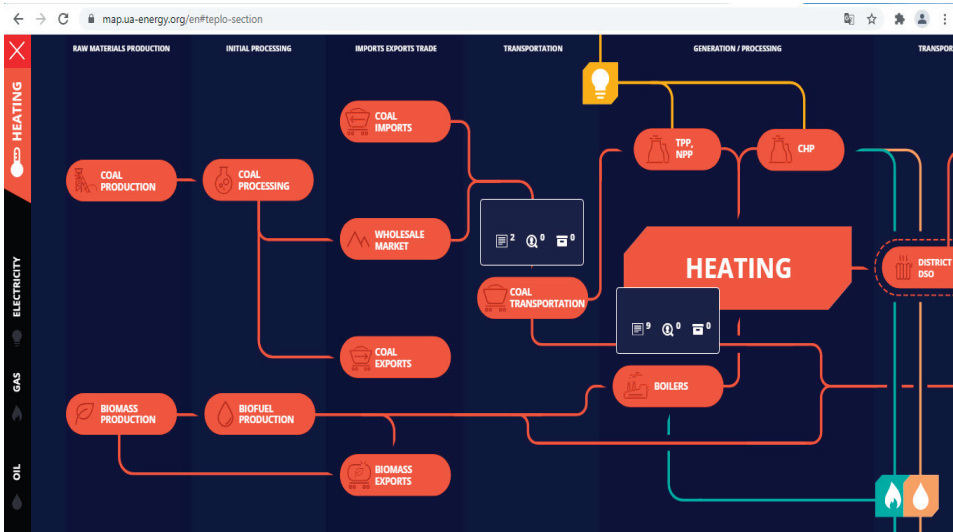 map.ua-energy.org/en#teplo-section
RAW MATERIALS PRODUCTION
INITIAL PROCESSING
IMPORTS EXPORTS TRADE
TRANSPORTATION
GENERATION / PROCESSING
TRANSPOR
HEATING
ELECTRICITY
GAS
OIL
COAL
IMPORTS
TPP,
NPP
CHP
COAL
PRODUCTION
COAL
PROCESSING
WHOLESALE
MARKET
2
0
0
HEATING
DISTRICT
DSO
COAL
TRANSPORTATION
9
0
0
COAL
EXPORTS
BOILERS
BIOMASS
PRODUCTION
BIOFUEL
PRODUCTION
BIOMASS
EXPORTS